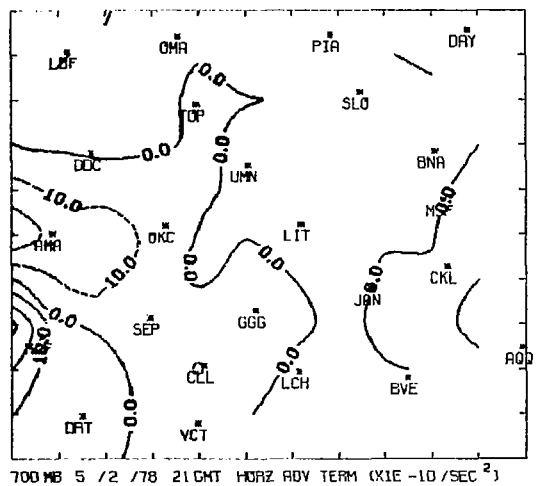 OMA
PIA
DAY
LBF
SLO
TOP
0.0
0.0
0.0
DDC
BNA
UMN
10.0
0.0
AMA
OKC
LIT
0.0
0.0
10.0
CKL
0.0
JAN
0.0
SEP
GGG
10.0
CLL
LCH
0.0
BVE
AQQ
0.0
DRT
VCT
700 MB 5 /2 /78 21 GMT HORZ ADV TERM (X1E -10 /SEC²)